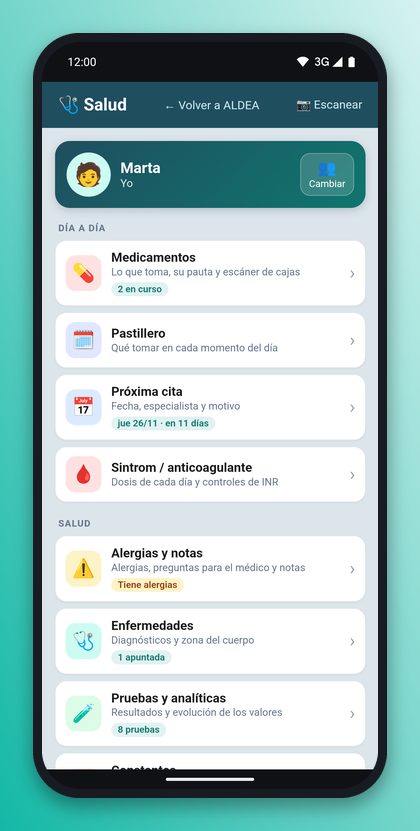 12:00
3G
Salud
← Volver a ALDEA
Escanear
Marta
Yo
Cambiar
DÍA A DÍA
Medicamentos
Lo que toma, su pauta y escáner de cajas
2 en curso
Pastillero
Qué tomar en cada momento del día
Próxima cita
Fecha, especialista y motivo
jue 26/11 · en 11 días
Sintrom / anticoagulante
Dosis de cada día y controles de INR
SALUD
Alergias y notas
Alergias, preguntas para el médico y notas
Tiene alergias
Enfermedades
Diagnósticos y zona del cuerpo
1 apuntada
Pruebas y analíticas
Resultados y evolución de los valores
8 pruebas